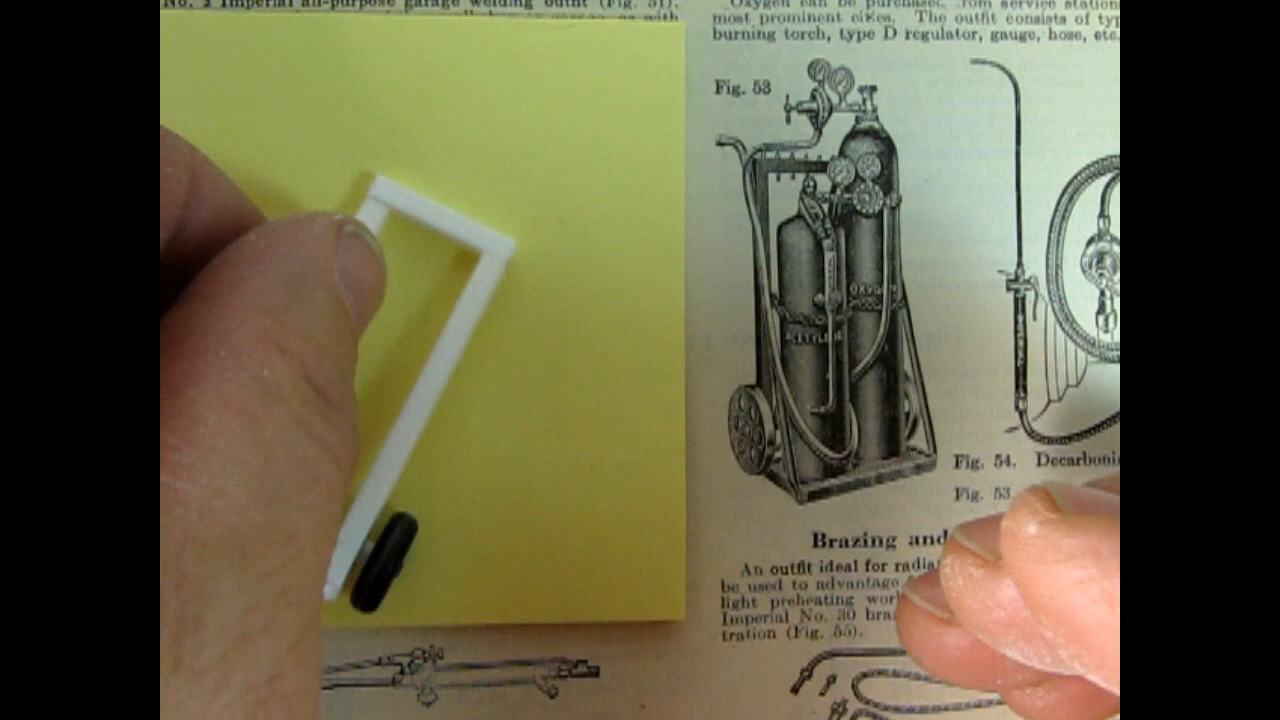 No. 2 Imperial all-purpose garage welding outfit (Fig. 51),
Oxygen can be purchased from service station
most prominent cities. The outfit consists of typ
burning torch, type D regulator, gauge, hose, etc.
Fig. 53
OXYGEN
ACETYLENE
Fig. 54. Decarboni
Fig. 53.
Brazing and
An outfit ideal for radia
be used to advantage
light preheating wor
Imperial No. 30 bra
tration (Fig. 55).